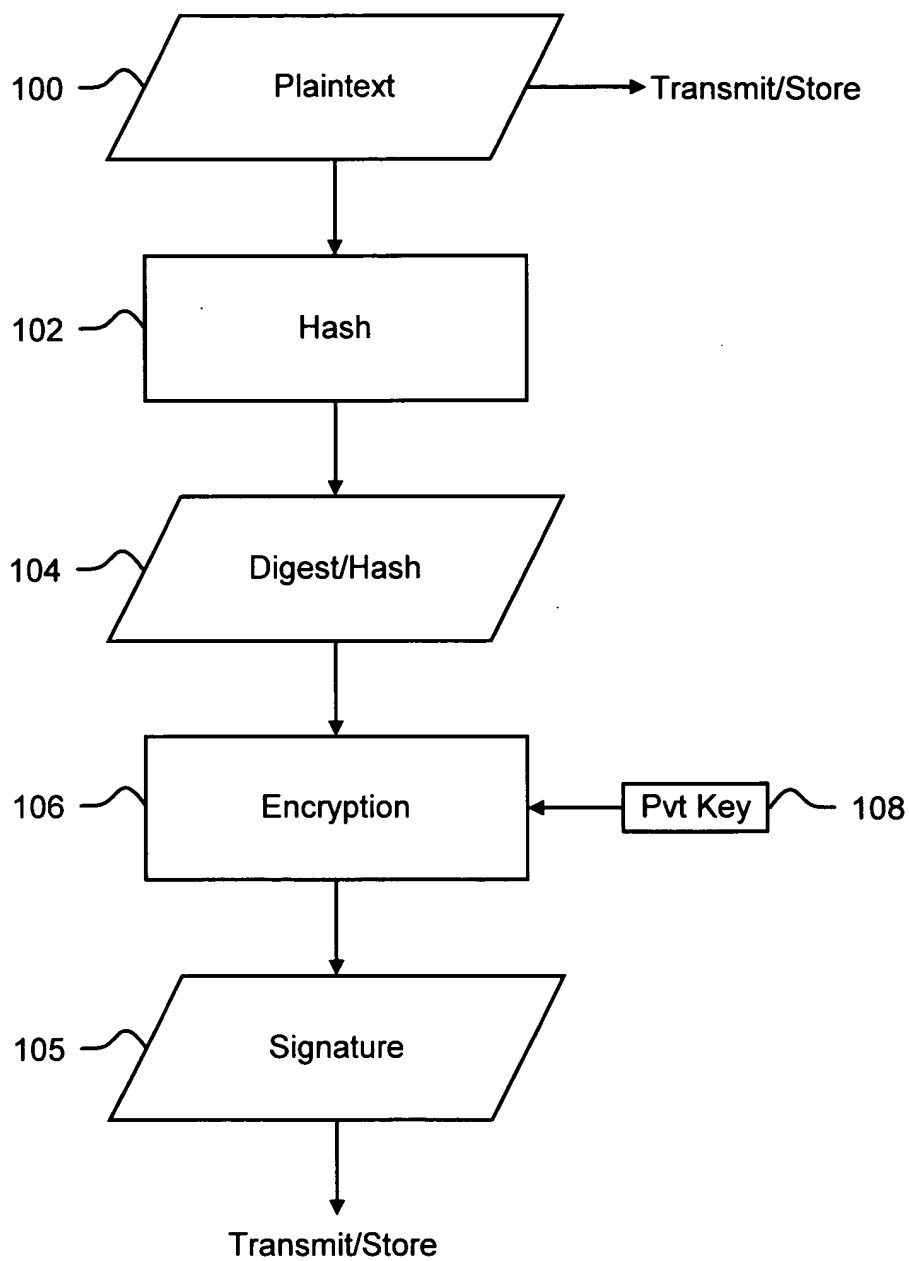 100
Plaintext
Transmit/Store
102
Hash
104
Digest/Hash
106
Encryption
Pvt Key
108
105
Signature
Transmit/Store